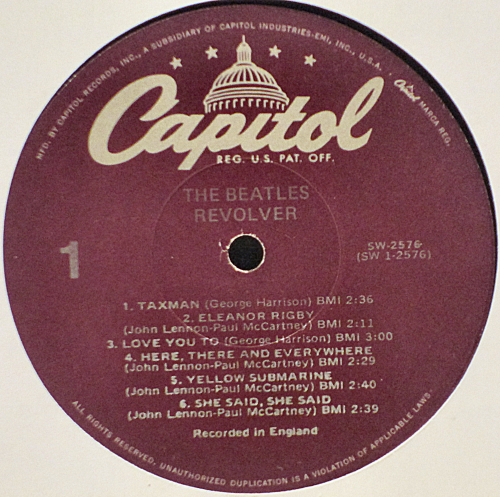 MFD. BY CAPITOL RECORDS, INC., A SUBSIDIARY OF CAPITOL INDUSTRIES-EMI, INC., U.S.A.
Capitol MARCA REG.
Capitol
REG. U.S. PAT. OFF.
THE BEATLES
REVOLVER
1
SW-2576
(SW 1-2576)
1. TAXMAN (George Harrison) BMI 2:36
2. ELEANOR RIGBY
(John Lennon-Paul McCartney) BMI 2:11
3. LOVE YOU TO (George Harrison) BMI 3:00
4. HERE, THERE AND EVERYWHERE
(John Lennon-Paul McCartney) BMI 2:29
5. YELLOW SUBMARINE
(John Lennon-Paul McCartney) BMI 2:40
6. SHE SAID, SHE SAID
(John Lennon-Paul McCartney) BMI 2:39
Recorded in England
ALL RIGHTS RESERVED. UNAUTHORIZED DUPLICATION IS A VIOLATION OF APPLICABLE LAWS.